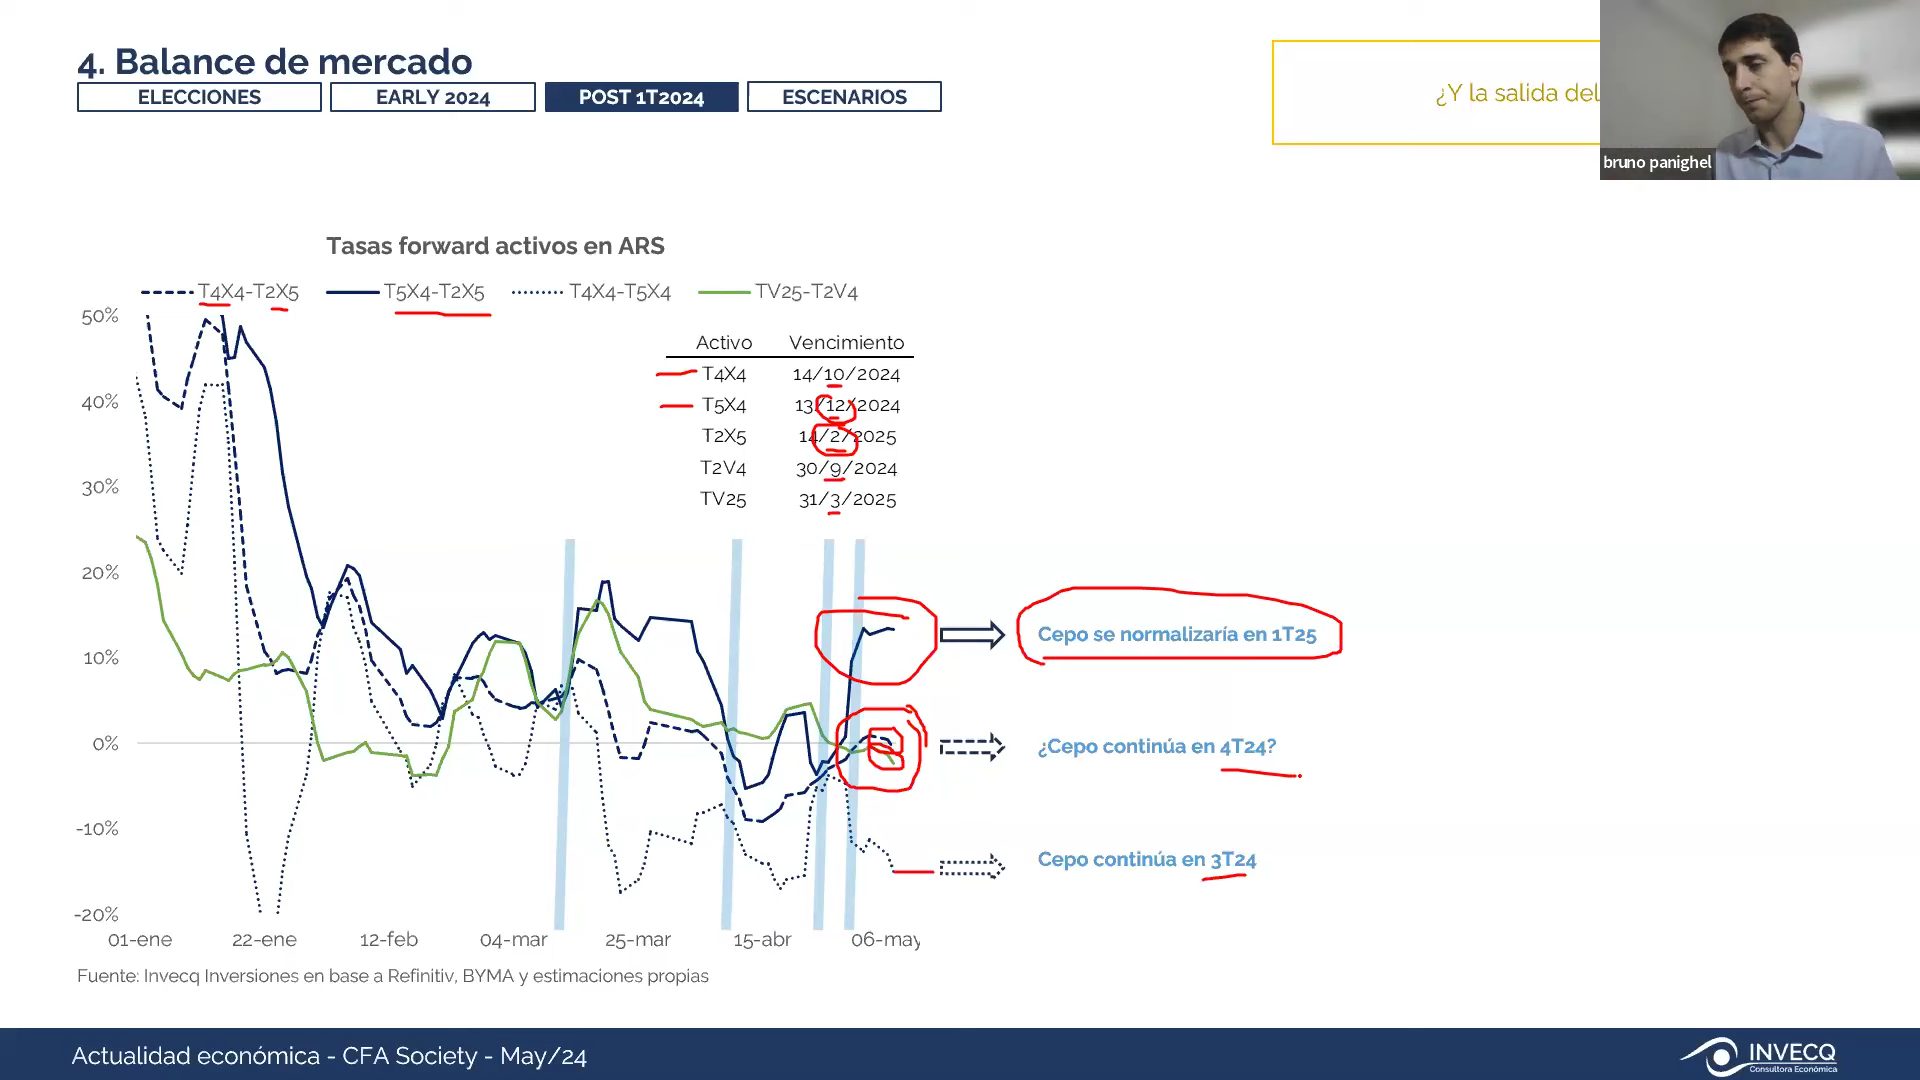 4. Balance de mercado
ELECCIONES
EARLY 2024
POST 1T2024
ESCENARIOS
¿Y la salida del
bruno panighel
Tasas forward activos en ARS
T4X4-T2X5
T5X4-T2X5
T4X4-T5X4
TV25-T2V4
50%
40%
30%
20%
10%
0%
-10%
-20%
Activo Vencimiento
T4X4 14/10/2024
T5X4 13/12/2024
T2X5 14/2/2025
T2V4 30/9/2024
TV25 31/3/2025
Cepo se normalizaría en 1T25
¿Cepo continúa en 4T24?
Cepo continúa en 3T24
01-ene 22-ene 12-feb 04-mar 25-mar 15-abr 06-may
Fuente: Invecq Inversiones en base a Refinitiv, BYMA y estimaciones propias
Actualidad económica - CFA Society - May/24
INVECQ
Consultora Económica